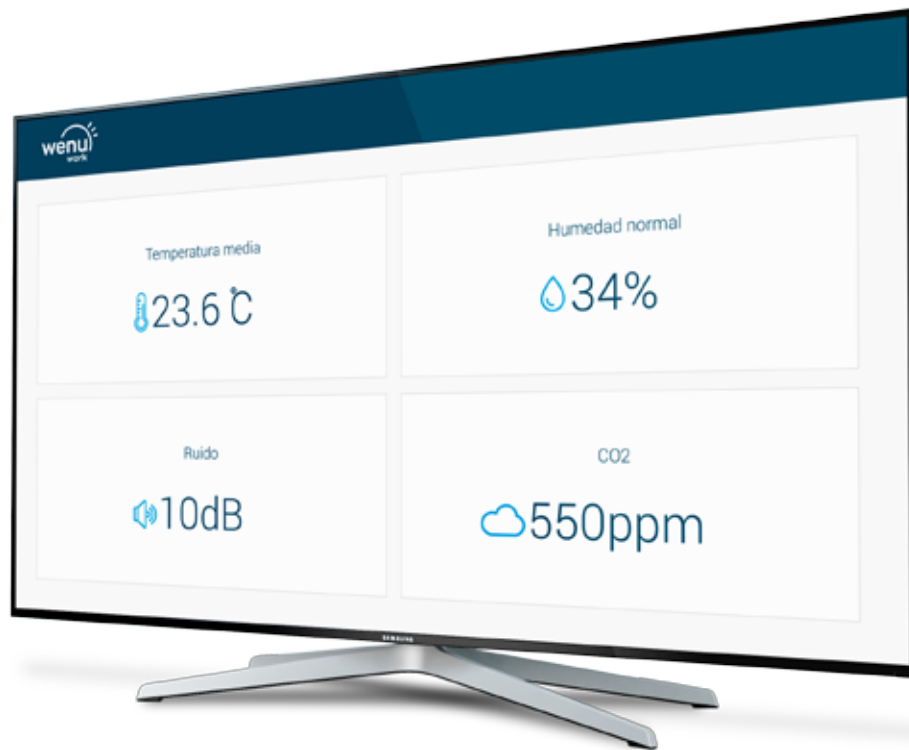 wenu
work
Temperatura media
23.6 °C
Humedad normal
34%
Ruido
10dB
CO2
550ppm
SAMSUNG